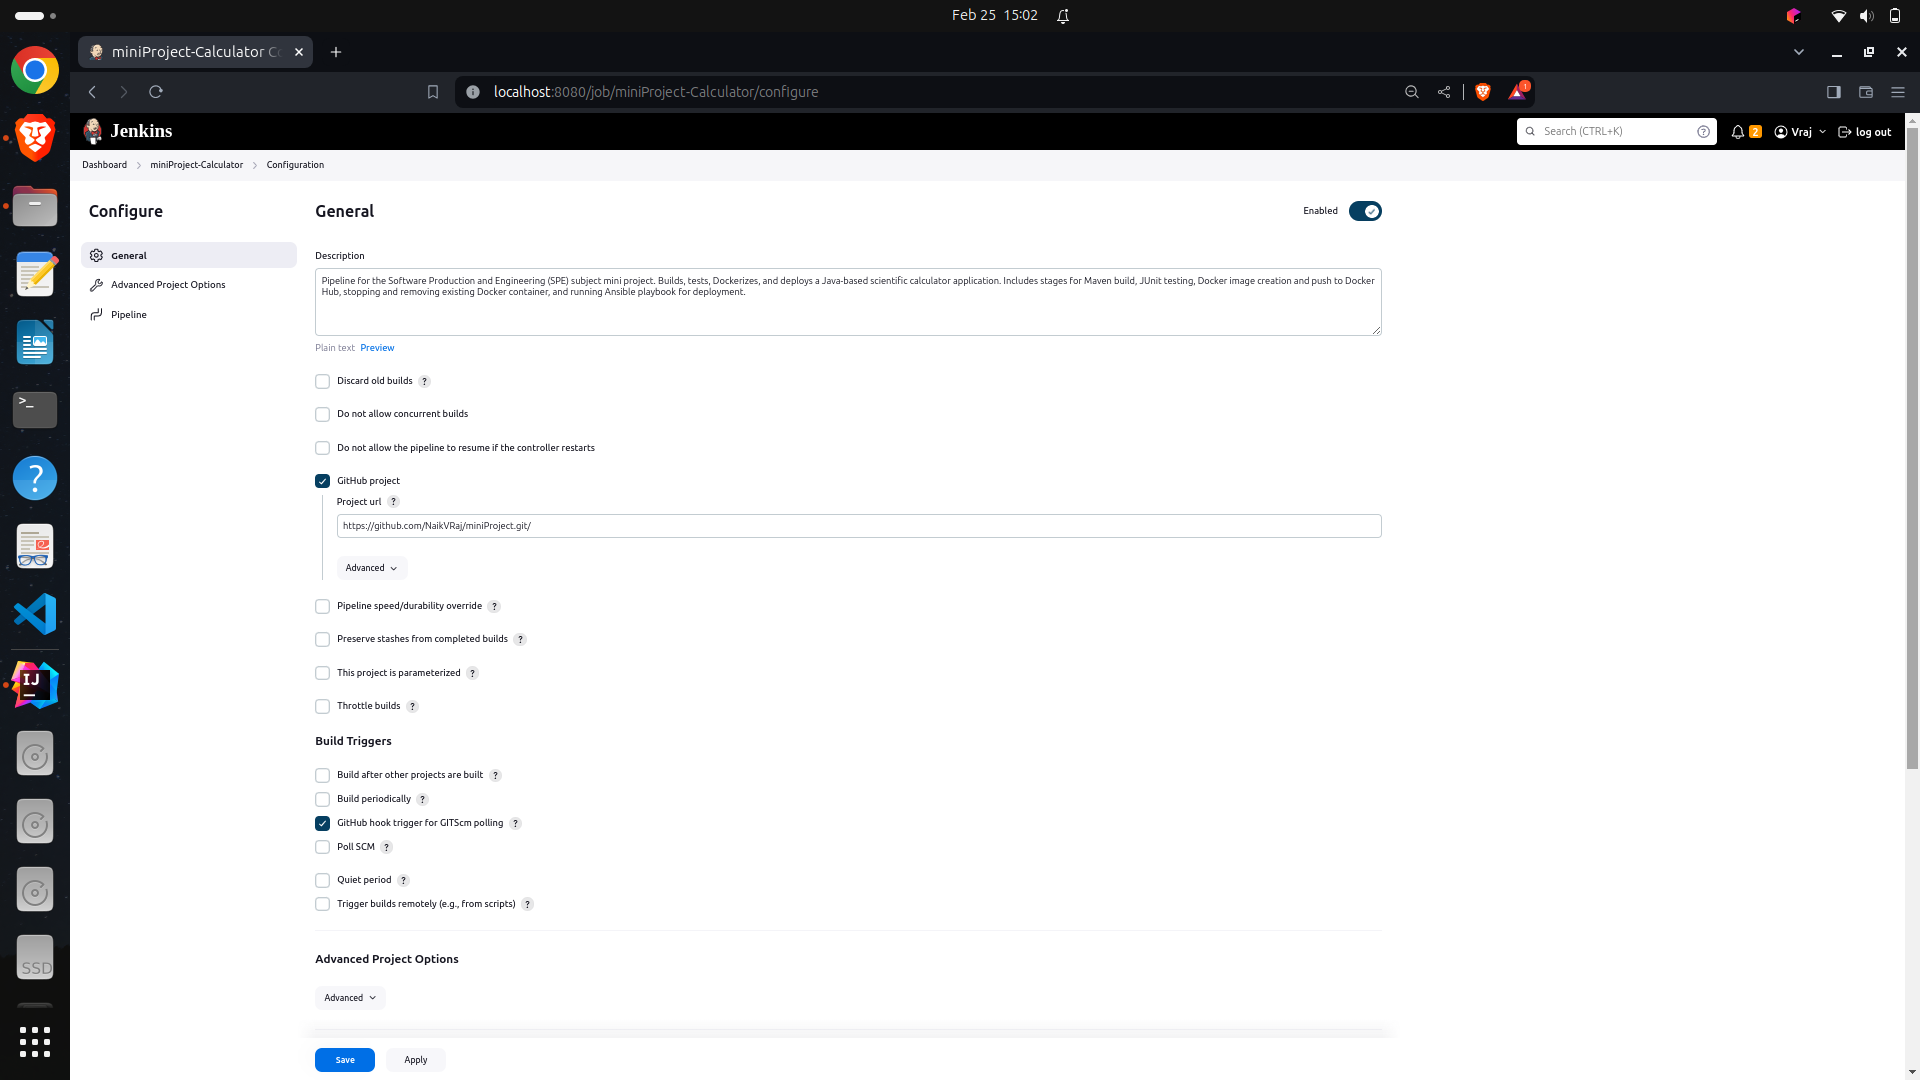 Feb 25 15:02
miniProject-Calculator Co
localhost:8080/job/miniProject-Calculator/configure
1
Jenkins
Search (CTRL+K)
?
2
Vraj
log out
Dashboard
miniProject-Calculator
Configuration
Configure
General
Advanced Project Options
Pipeline
General
Enabled
Description
Pipeline for the Software Production and Engineering (SPE) subject mini project. Builds, tests, Dockerizes, and deploys a Java-based scientific calculator application. Includes stages for Maven build, JUnit testing, Docker image creation and push to Docker
Hub, stopping and removing existing Docker container, and running Ansible playbook for deployment.
Plain text Preview
Discard old builds ?
Do not allow concurrent builds
Do not allow the pipeline to resume if the controller restarts
GitHub project
Project url ?
https://github.com/NaikVRaj/miniProject.git/
Advanced
Pipeline speed/durability override ?
Preserve stashes from completed builds ?
This project is parameterized ?
Throttle builds ?
Build Triggers
Build after other projects are built ?
Build periodically ?
GitHub hook trigger for GITScm polling ?
Poll SCM ?
Quiet period ?
Trigger builds remotely (e.g., from scripts) ?
Advanced Project Options
Advanced
Save
Apply
>_
?
IJ
SSD